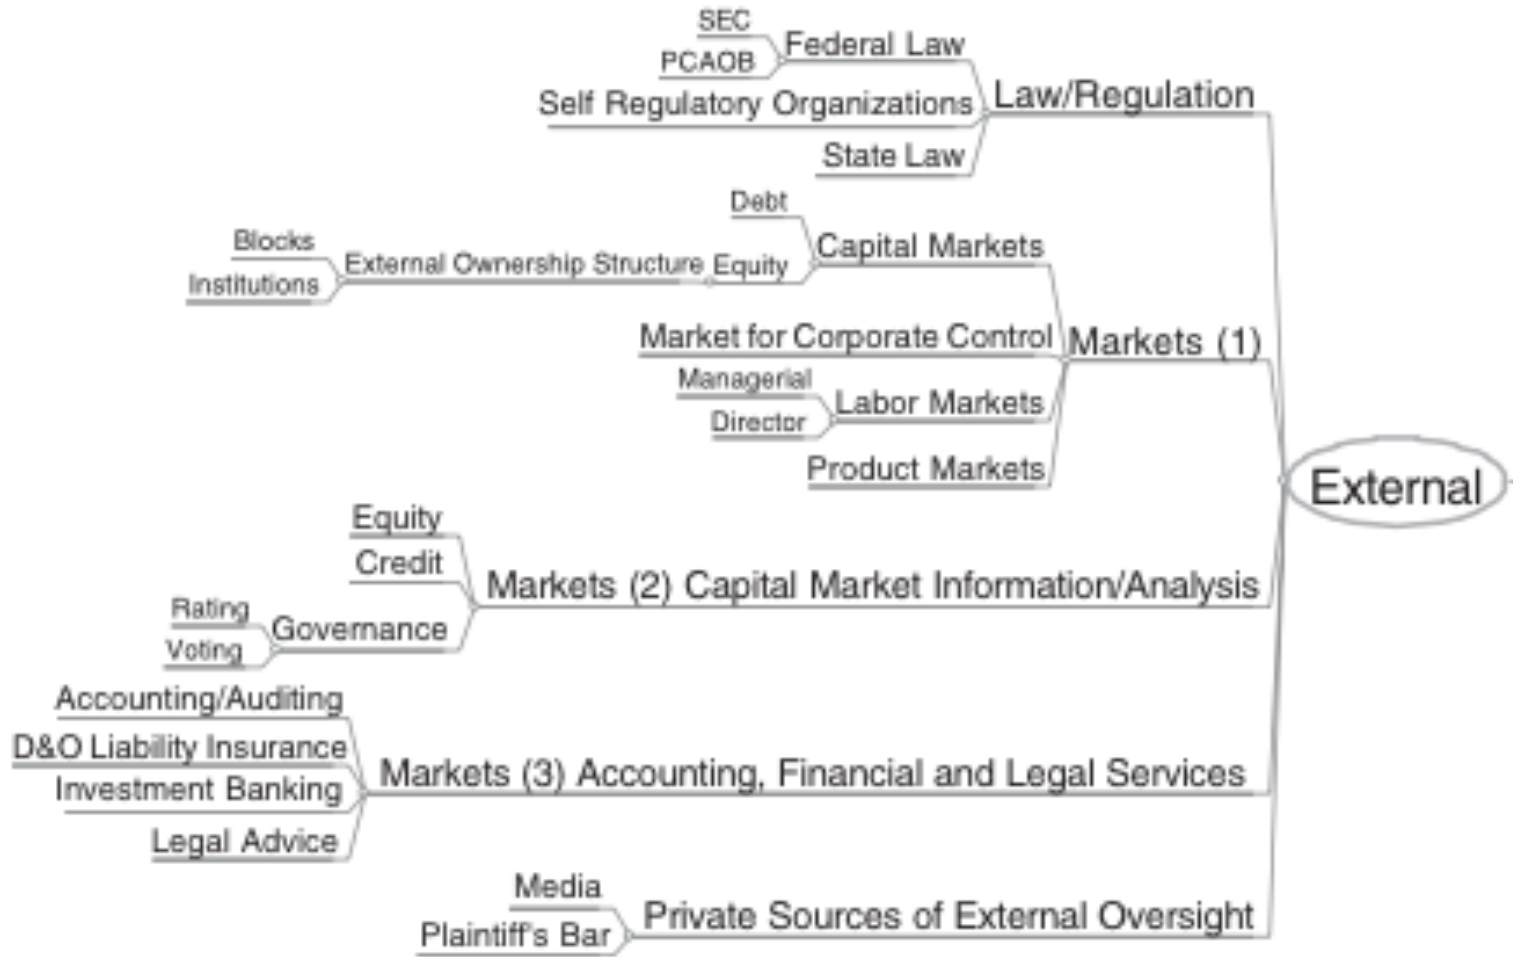 SEC
Federal Law
PCAOB
Law/Regulation
Self Regulatory Organizations
State Law
Debt
Blocks
Capital Markets
External Ownership Structure
Equity
Institutions
Market for Corporate Control
Markets (1)
Managerial
Labor Markets
Director
Product Markets
External
Equity
Credit
Markets (2) Capital Market Information/Analysis
Rating
Governance
Voting
Accounting/Auditing
D&O Liability Insurance
Markets (3) Accounting, Financial and Legal Services
Investment Banking
Legal Advice
Media
Private Sources of External Oversight
Plaintiff's Bar